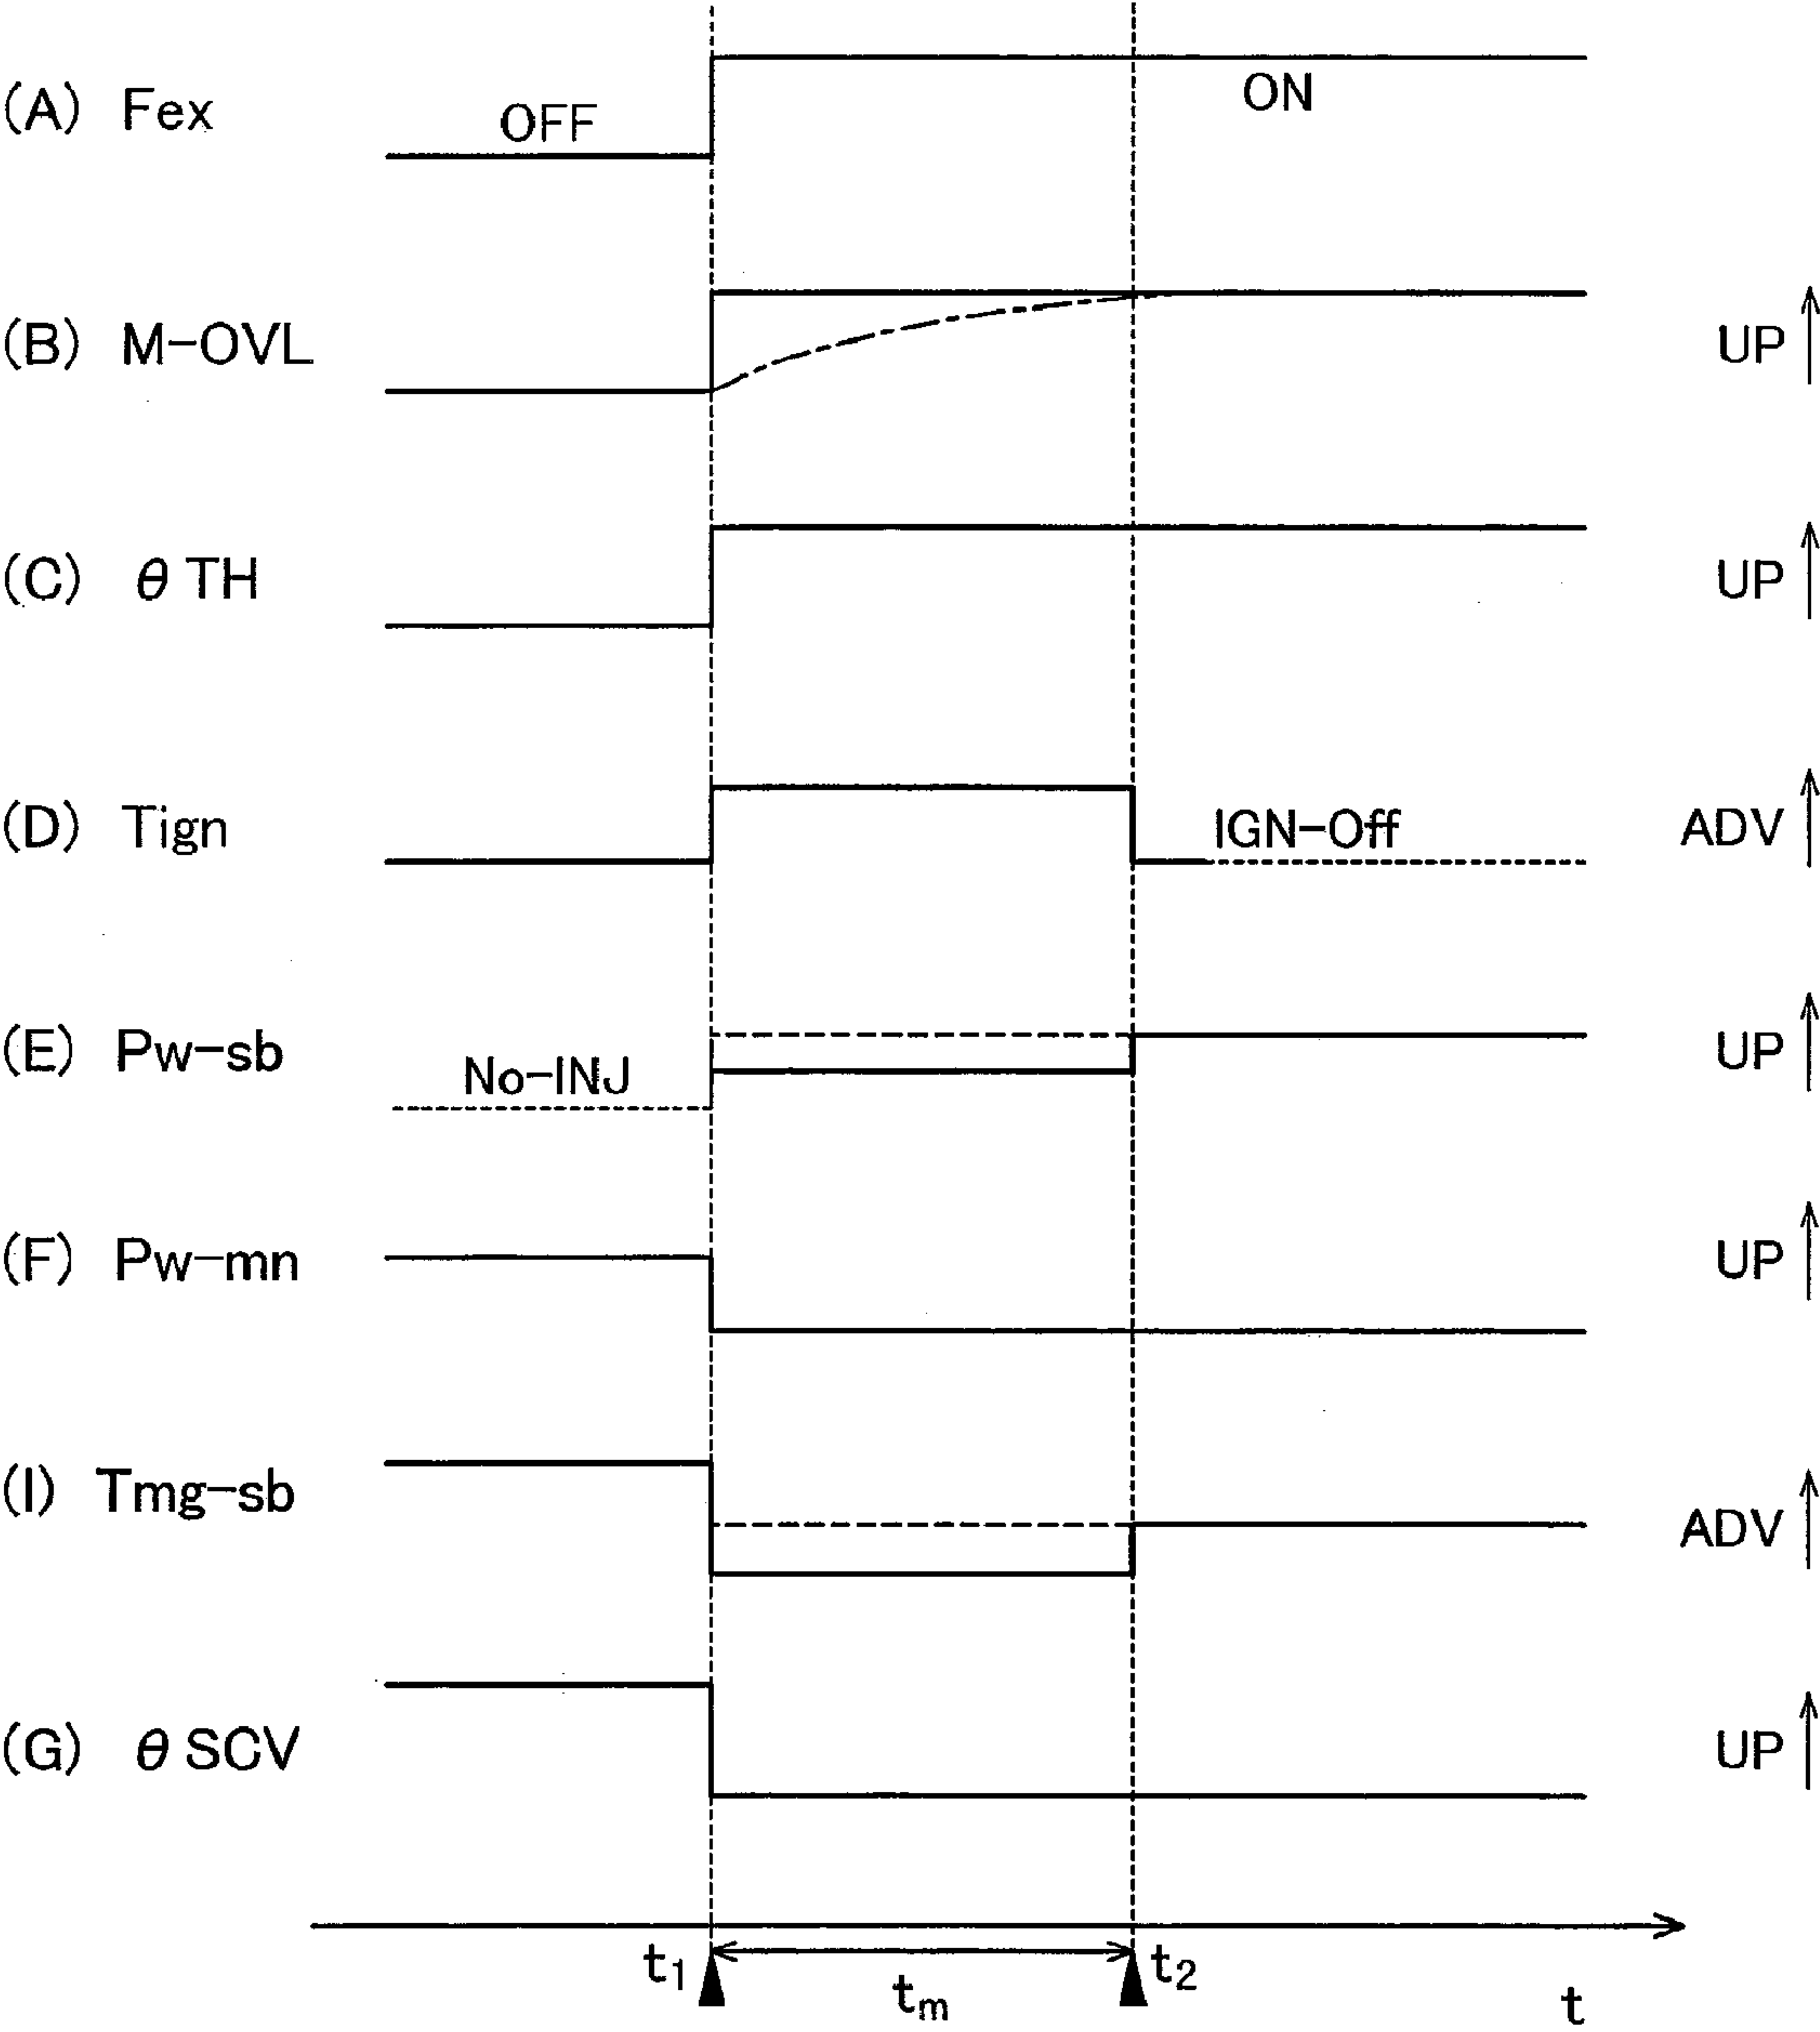 (A) Fex OFF ON
(B) M-OVL UP
(C) θ TH UP
(D) Tign IGN-Off ADV
(E) Pw-sb No-INJ UP
(F) Pw-mn UP
(I) Tmg-sb ADV
(G) θ SCV UP
t1 tm t2 t